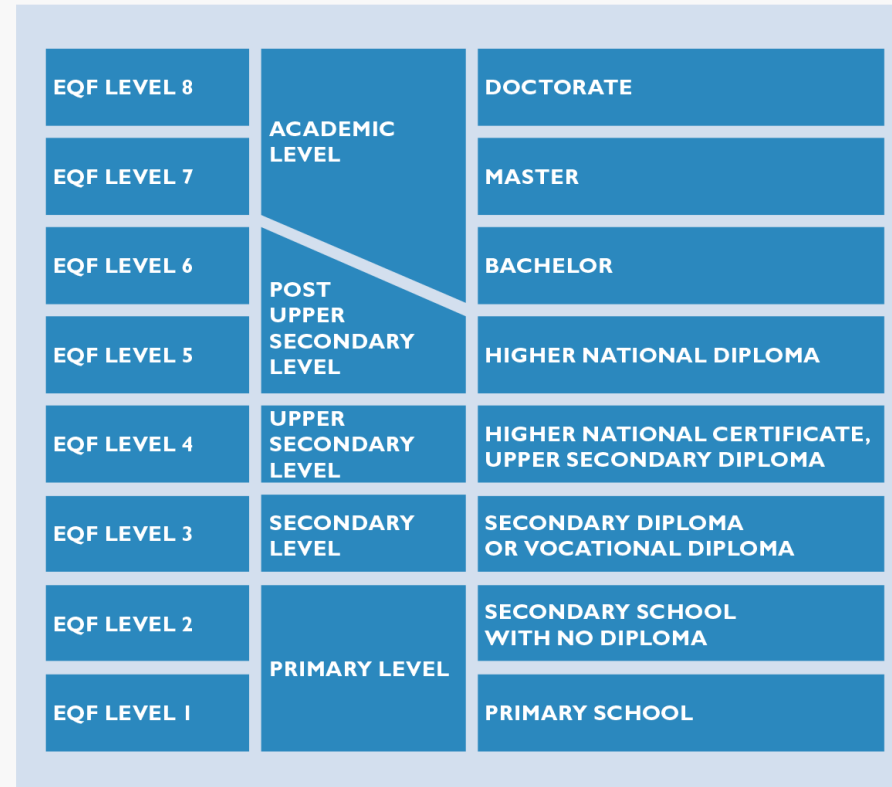 EQF LEVEL 8
ACADEMIC
LEVEL
DOCTORATE
EQF LEVEL 7
MASTER
EQF LEVEL 6
POST
UPPER
SECONDARY
LEVEL
BACHELOR
EQF LEVEL 5
HIGHER NATIONAL DIPLOMA
EQF LEVEL 4
UPPER
SECONDARY
LEVEL
HIGHER NATIONAL CERTIFICATE,
UPPER SECONDARY DIPLOMA
EQF LEVEL 3
SECONDARY
LEVEL
SECONDARY DIPLOMA
OR VOCATIONAL DIPLOMA
EQF LEVEL 2
PRIMARY LEVEL
SECONDARY SCHOOL
WITH NO DIPLOMA
EQF LEVEL 1
PRIMARY SCHOOL